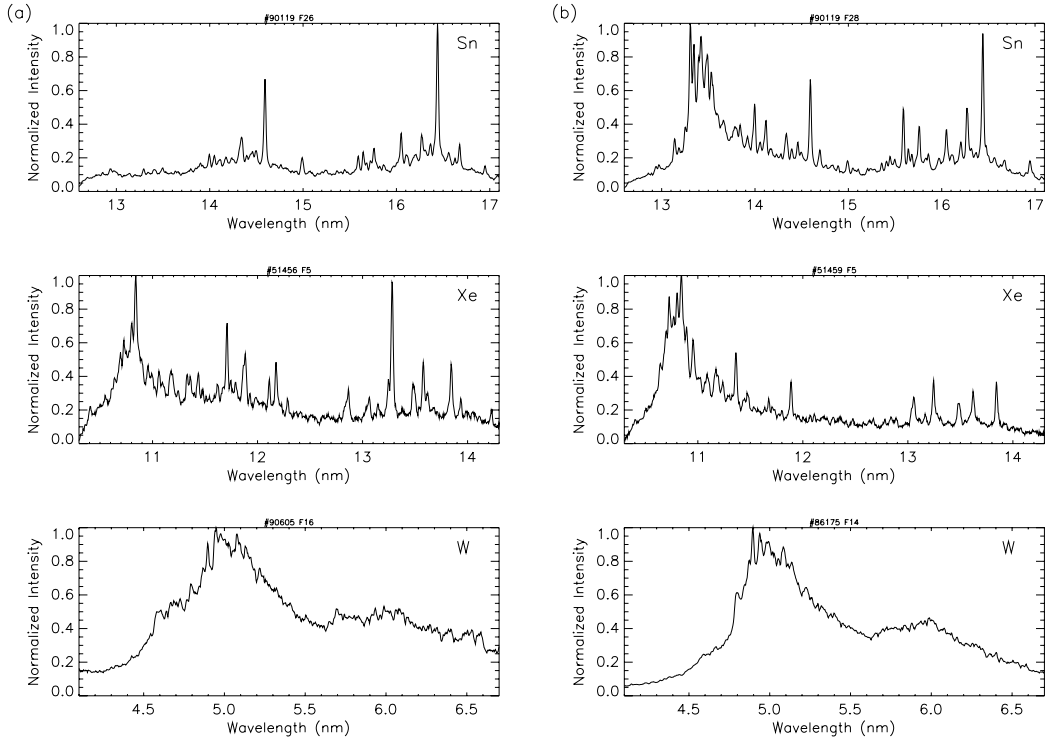 (a)
#90119 F26
Sn
Normalized Intensity
1.0
0.8
0.6
0.4
0.2
0.0
13 14 15 16 17
Wavelength (nm)
#51456 F5
Xe
Normalized Intensity
1.0
0.8
0.6
0.4
0.2
0.0
11 12 13 14
Wavelength (nm)
#90605 F16
W
Normalized Intensity
1.0
0.8
0.6
0.4
0.2
0.0
4.5 5.0 5.5 6.0 6.5
Wavelength (nm)
(b)
#90119 F28
Sn
Normalized Intensity
1.0
0.8
0.6
0.4
0.2
0.0
13 14 15 16 17
Wavelength (nm)
#51459 F5
Xe
Normalized Intensity
1.0
0.8
0.6
0.4
0.2
0.0
11 12 13 14
Wavelength (nm)
#86175 F14
W
Normalized Intensity
1.0
0.8
0.6
0.4
0.2
0.0
4.5 5.0 5.5 6.0 6.5
Wavelength (nm)